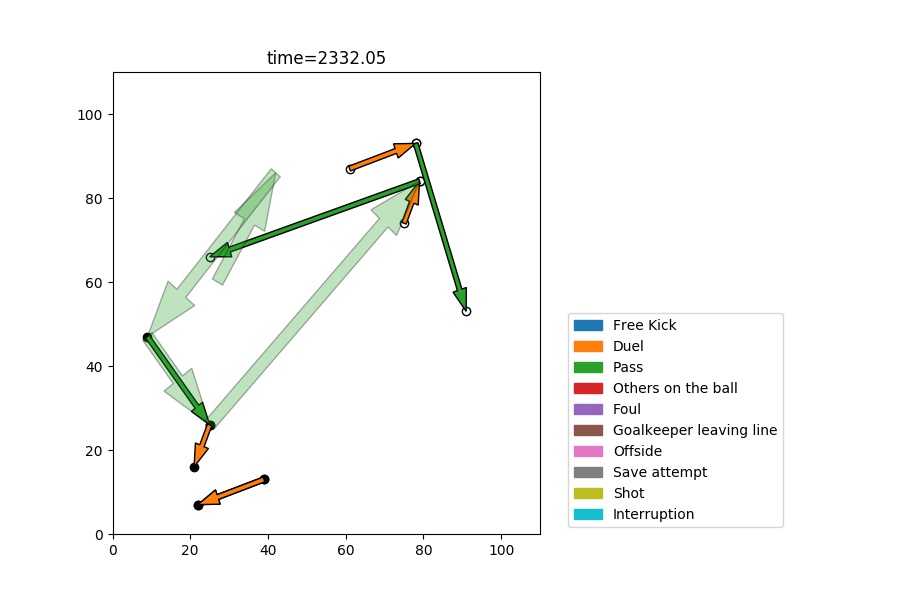 time=2332.05
100
80
60
40
20
0
0 20 40 60 80 100
Free Kick
Duel
Pass
Others on the ball
Foul
Goalkeeper leaving line
Offside
Save attempt
Shot
Interruption